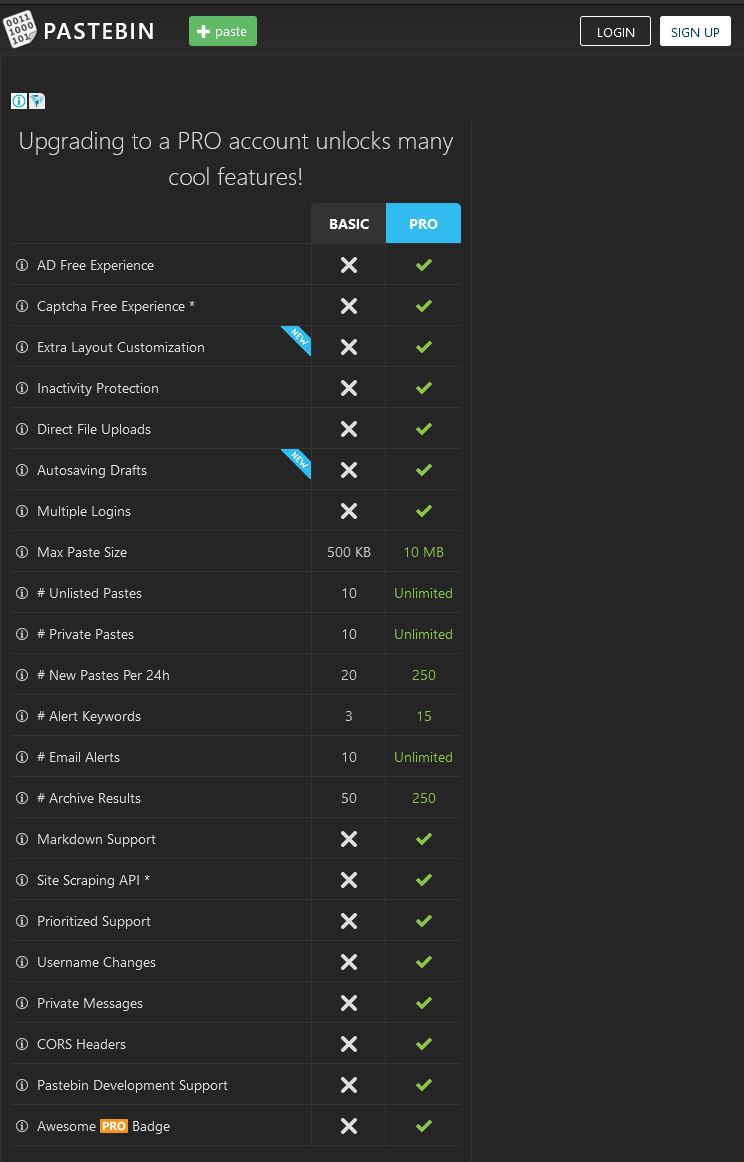 0011
1000
101
PASTEBIN
paste
LOGIN
SIGN UP
Upgrading to a PRO account unlocks many
cool features!
BASIC PRO
AD Free Experience
Captcha Free Experience *
Extra Layout Customization NEW
Inactivity Protection
Direct File Uploads
Autosaving Drafts NEW
Multiple Logins
Max Paste Size 500 KB 10 MB
# Unlisted Pastes 10 Unlimited
# Private Pastes 10 Unlimited
# New Pastes Per 24h 20 250
# Alert Keywords 3 15
# Email Alerts 10 Unlimited
# Archive Results 50 250
Markdown Support
Site Scraping API *
Prioritized Support
Username Changes
Private Messages
CORS Headers
Pastebin Development Support
Awesome PRO Badge